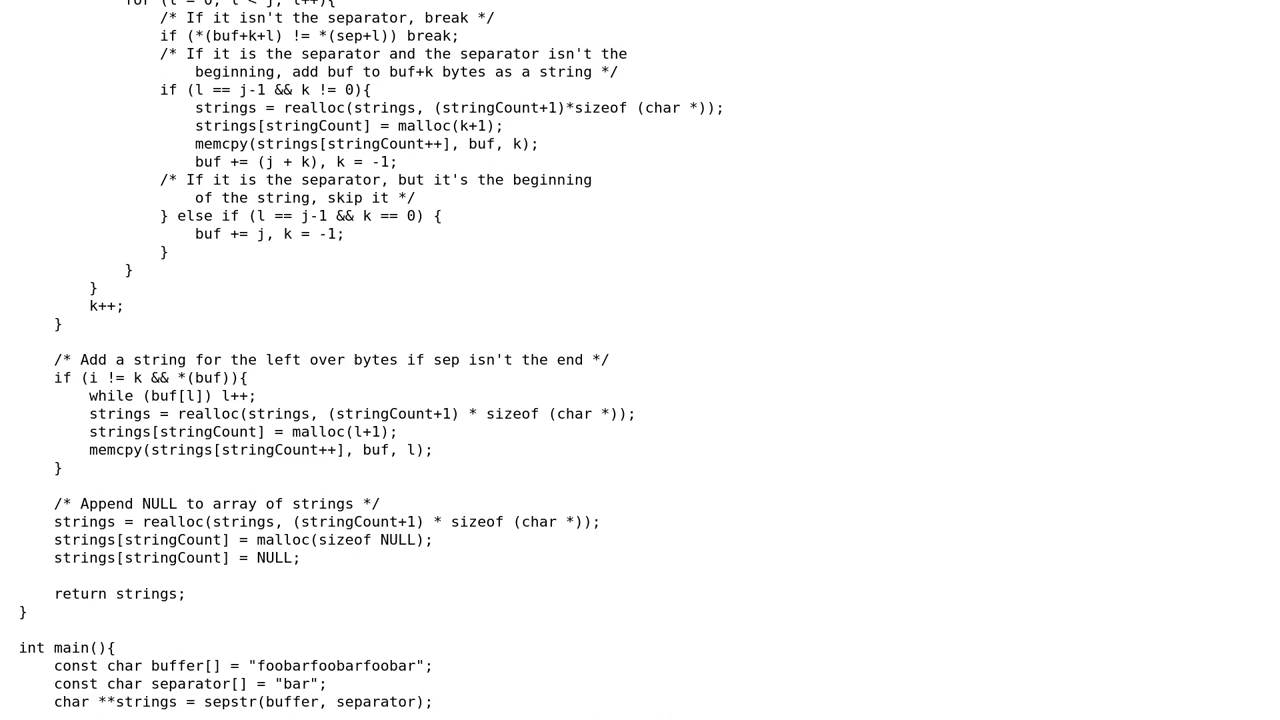 for (l = 0; l < j; l++){
/* If it isn't the separator, break */
if (*(buf+k+l) != *(sep+l)) break;
/* If it is the separator and the separator isn't the
beginning, add buf to buf+k bytes as a string */
if (l == j-1 && k != 0){
strings = realloc(strings, (stringCount+1)*sizeof (char *));
strings[stringCount] = malloc(k+1);
memcpy(strings[stringCount++], buf, k);
buf += (j + k), k = -1;
/* If it is the separator, but it's the beginning
of the string, skip it */
} else if (l == j-1 && k == 0) {
buf += j, k = -1;
}
}
}
k++;
}
/* Add a string for the left over bytes if sep isn't the end */
if (i != k && *(buf)){
while (buf[l]) l++;
strings = realloc(strings, (stringCount+1) * sizeof (char *));
strings[stringCount] = malloc(l+1);
memcpy(strings[stringCount++], buf, l);
}
/* Append NULL to array of strings */
strings = realloc(strings, (stringCount+1) * sizeof (char *));
strings[stringCount] = malloc(sizeof NULL);
strings[stringCount] = NULL;
return strings;
}
int main(){
const char buffer[] = "foobarfoobarfoobar";
const char separator[] = "bar";
char **strings = sepstr(buffer, separator);